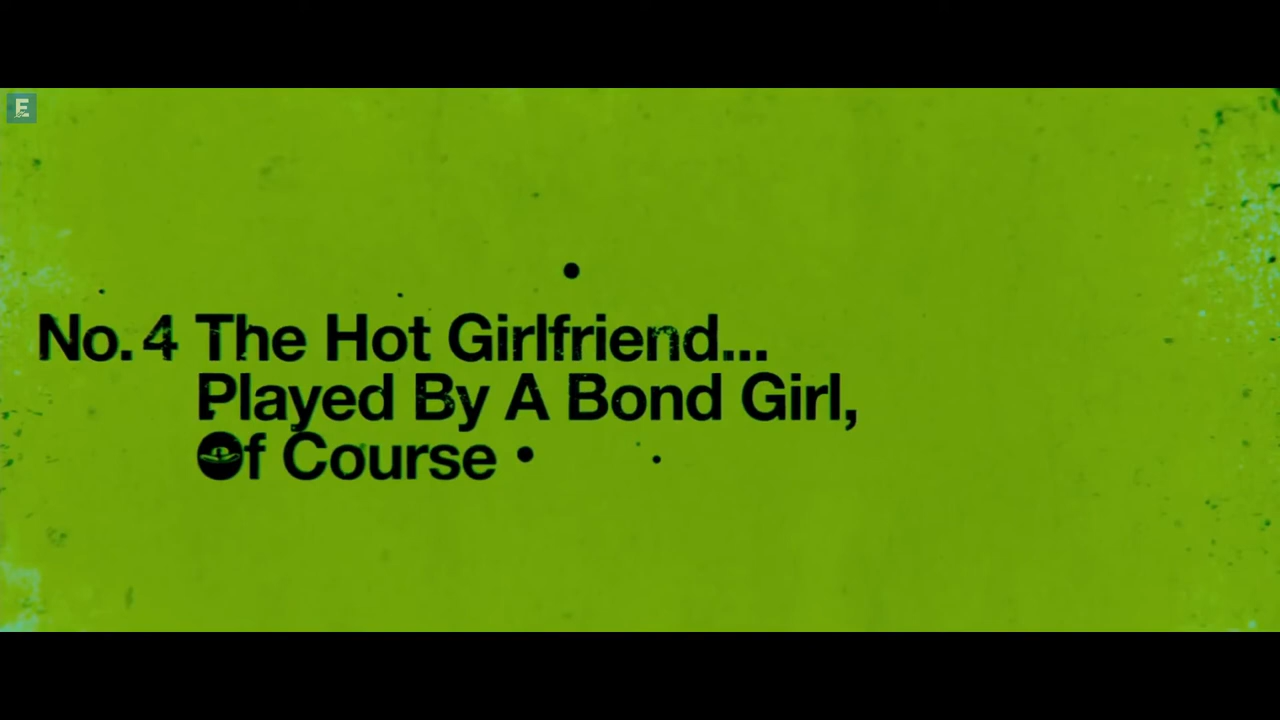 E
No. 4 The Hot Girlfriend...
Played By A Bond Girl,
Of Course